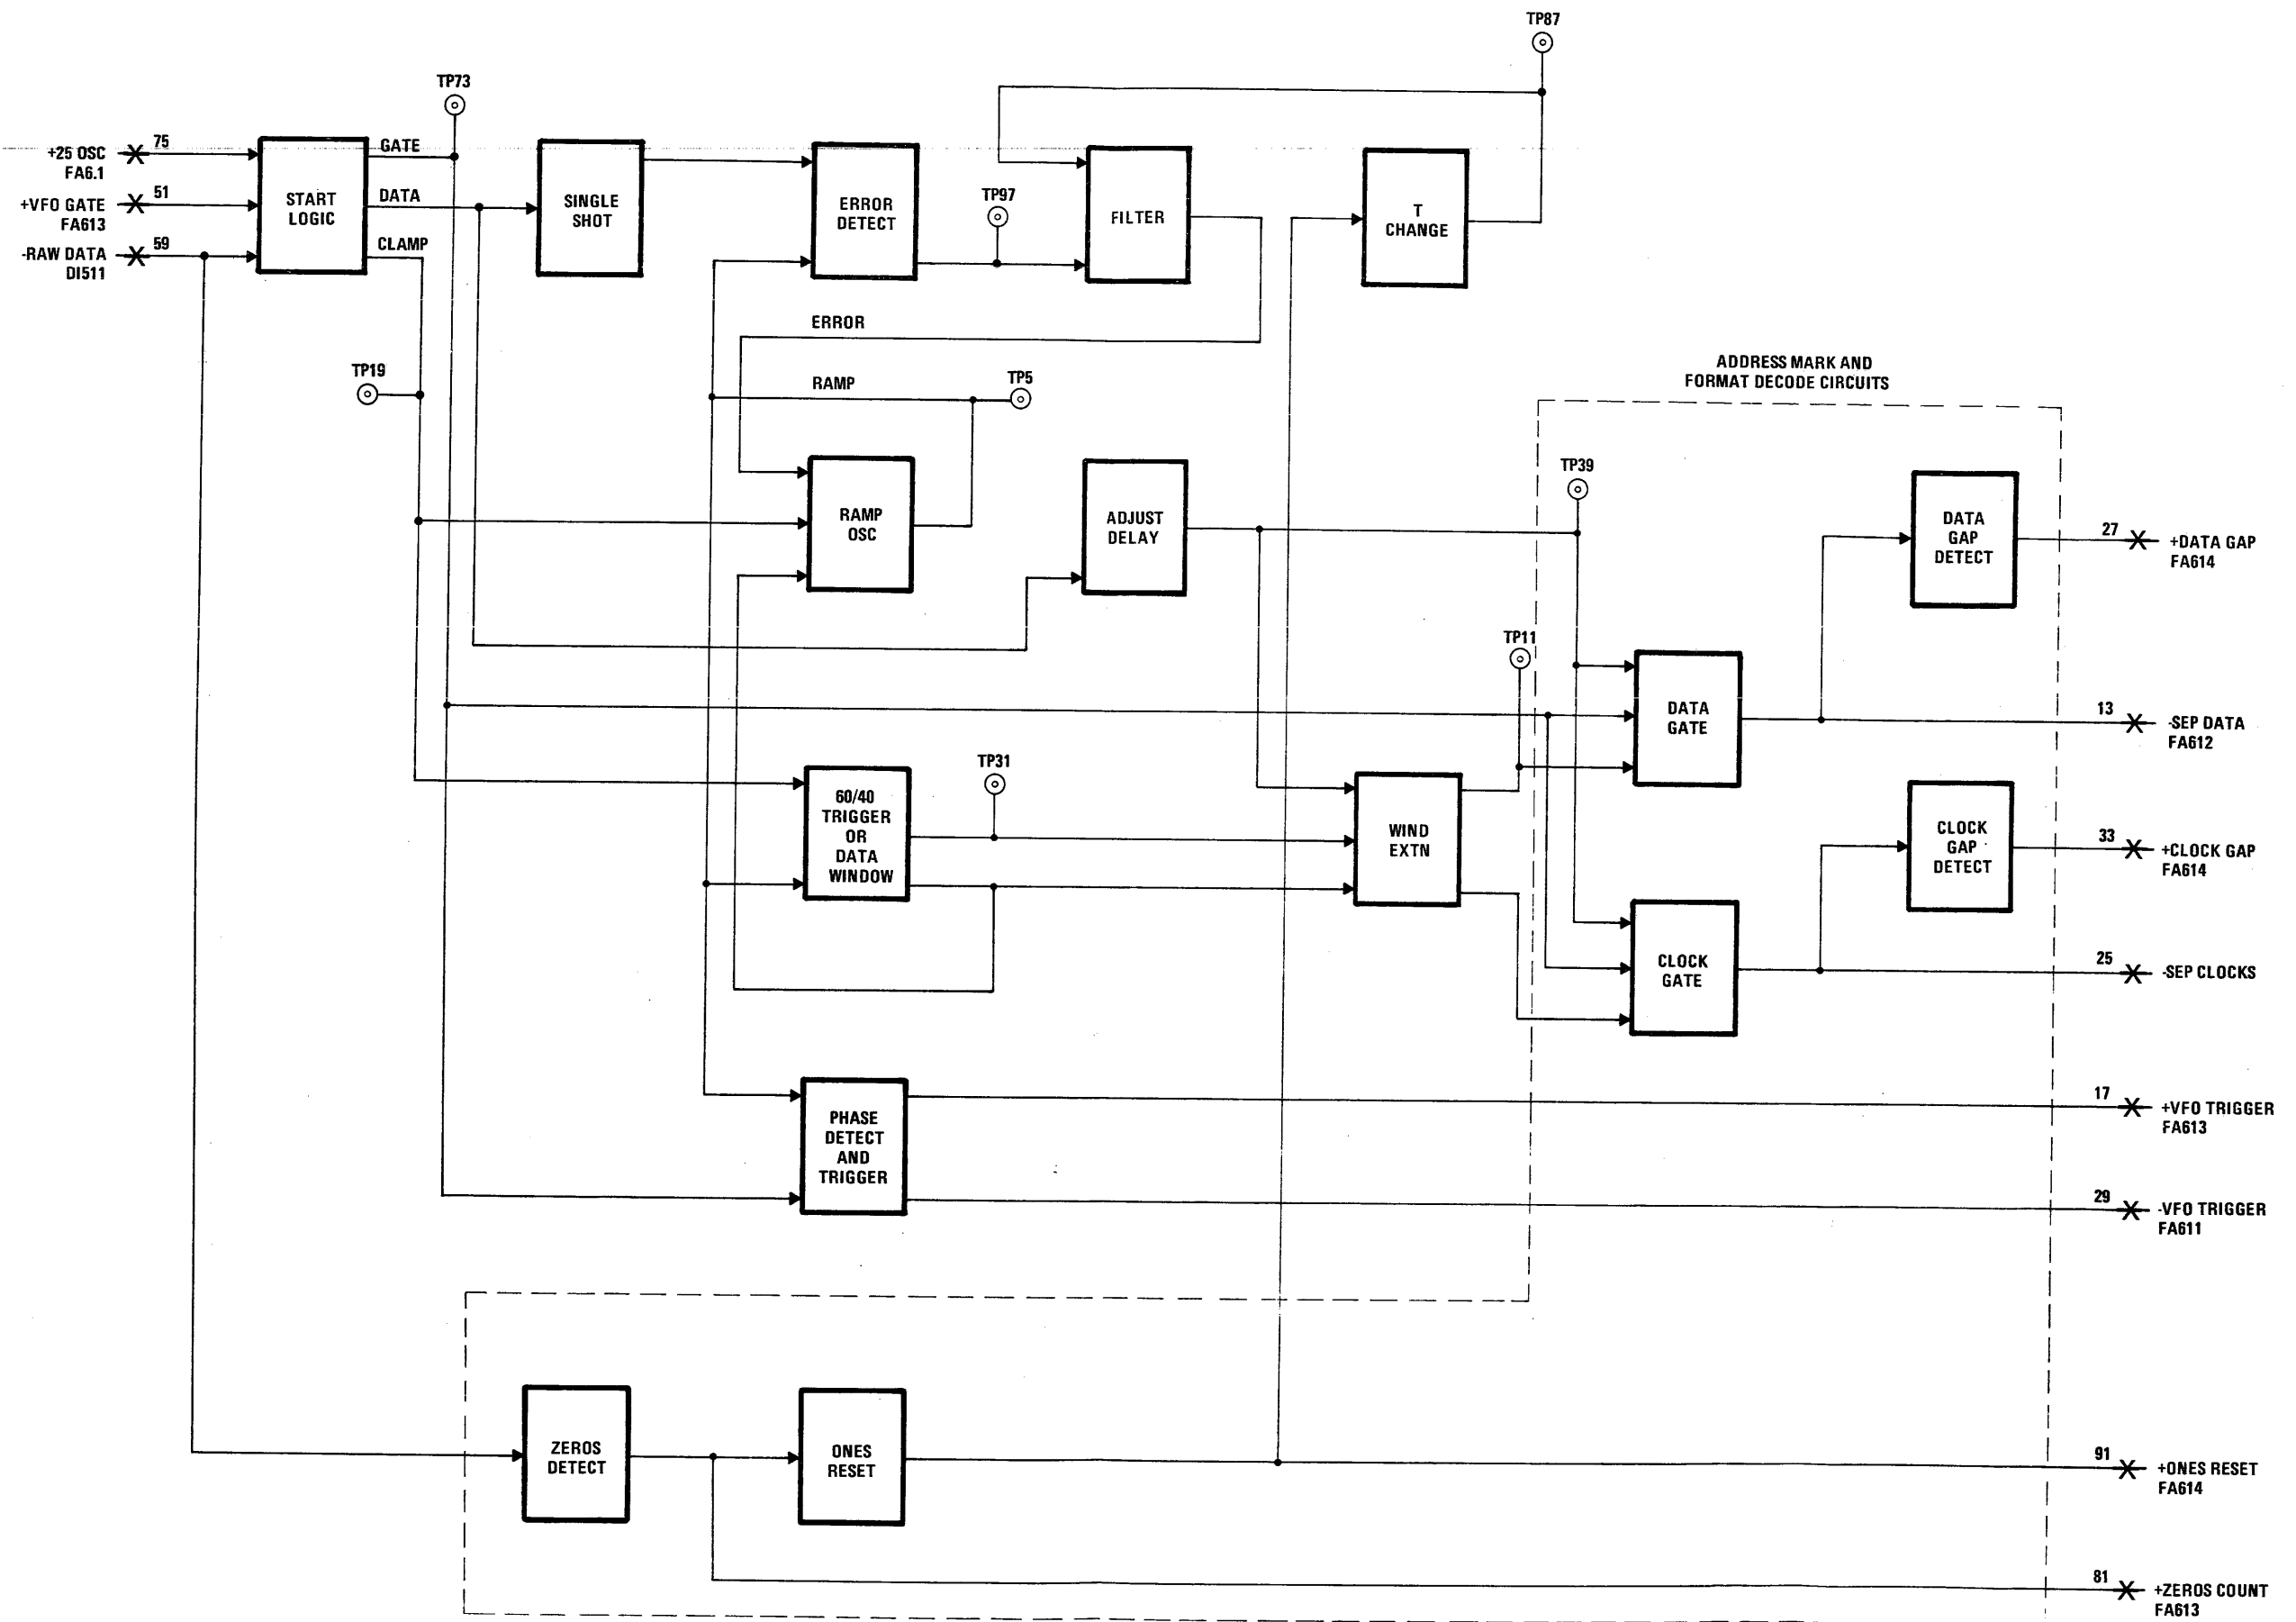 TP87
TP73
75
+25 OSC
FA6.1
51
+VFO GATE
FA613
59
-RAW DATA
DI511
START
LOGIC
GATE
DATA
CLAMP
SINGLE
SHOT
ERROR
DETECT
TP97
FILTER
T
CHANGE
ERROR
TP19
RAMP
TP5
ADDRESS MARK AND
FORMAT DECODE CIRCUITS
RAMP
OSC
ADJUST
DELAY
TP39
DATA
GAP
DETECT
27
+DATA GAP
FA614
TP11
DATA
GATE
13
-SEP DATA
FA612
TP31
60/40
TRIGGER
OR
DATA
WINDOW
WIND
EXTN
CLOCK
GAP
DETECT
33
+CLOCK GAP
FA614
CLOCK
GATE
25
-SEP CLOCKS
PHASE
DETECT
AND
TRIGGER
17
+VFO TRIGGER
FA613
29
-VFO TRIGGER
FA611
ZEROS
DETECT
ONES
RESET
91
+ONES RESET
FA614
81
+ZEROS COUNT
FA613